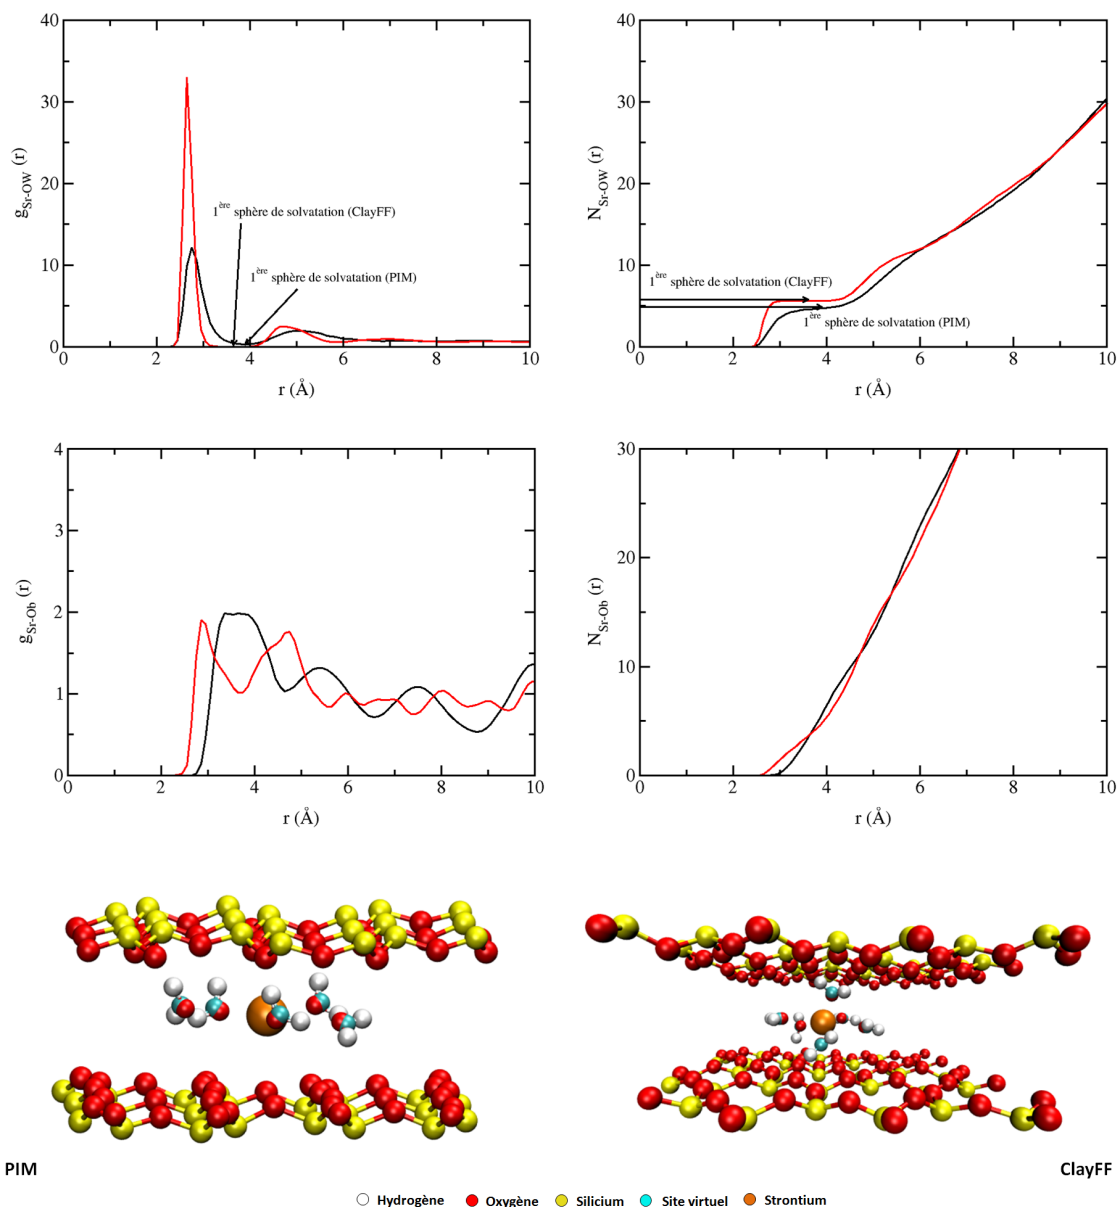 40
30
20
10
0
g_Sr-OW (r)
1ère sphère de solvatation (ClayFF)
1ère sphère de solvatation (PIM)
0 2 4 6 8 10
r (Å)
40
30
20
10
0
N_Sr-OW (r)
1ère sphère de solvatation (ClayFF)
1ère sphère de solvatation (PIM)
0 2 4 6 8 10
r (Å)
4
3
2
1
0
g_Sr-Ob (r)
0 2 4 6 8 10
r (Å)
30
20
10
0
N_Sr-Ob (r)
0 2 4 6 8 10
r (Å)
PIM
ClayFF
Hydrogène Oxygène Silicium Site virtuel Strontium